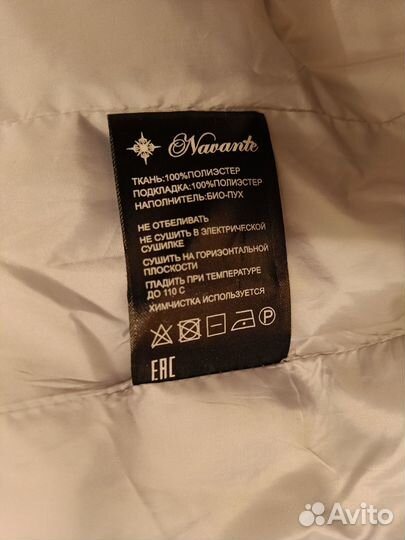 Navante
ТКАНЬ:100%ПОЛИЭСТЕР
ПОДКЛАДКА:100%ПОЛИЭСТЕР
НАПОЛНИТЕЛЬ:БИО-ПУХ
НЕ ОТБЕЛИВАТЬ
НЕ СУШИТЬ В ЭЛЕКТРИЧЕСКОЙ
СУШИЛКЕ
СУШИТЬ НА ГОРИЗОНТАЛЬНОЙ
ПЛОСКОСТИ
ГЛАДИТЬ ПРИ ТЕМПЕРАТУРЕ
ДО 110 С
ХИМЧИСТКА ИСПОЛЬЗУЕТСЯ
P
EAC
Avito